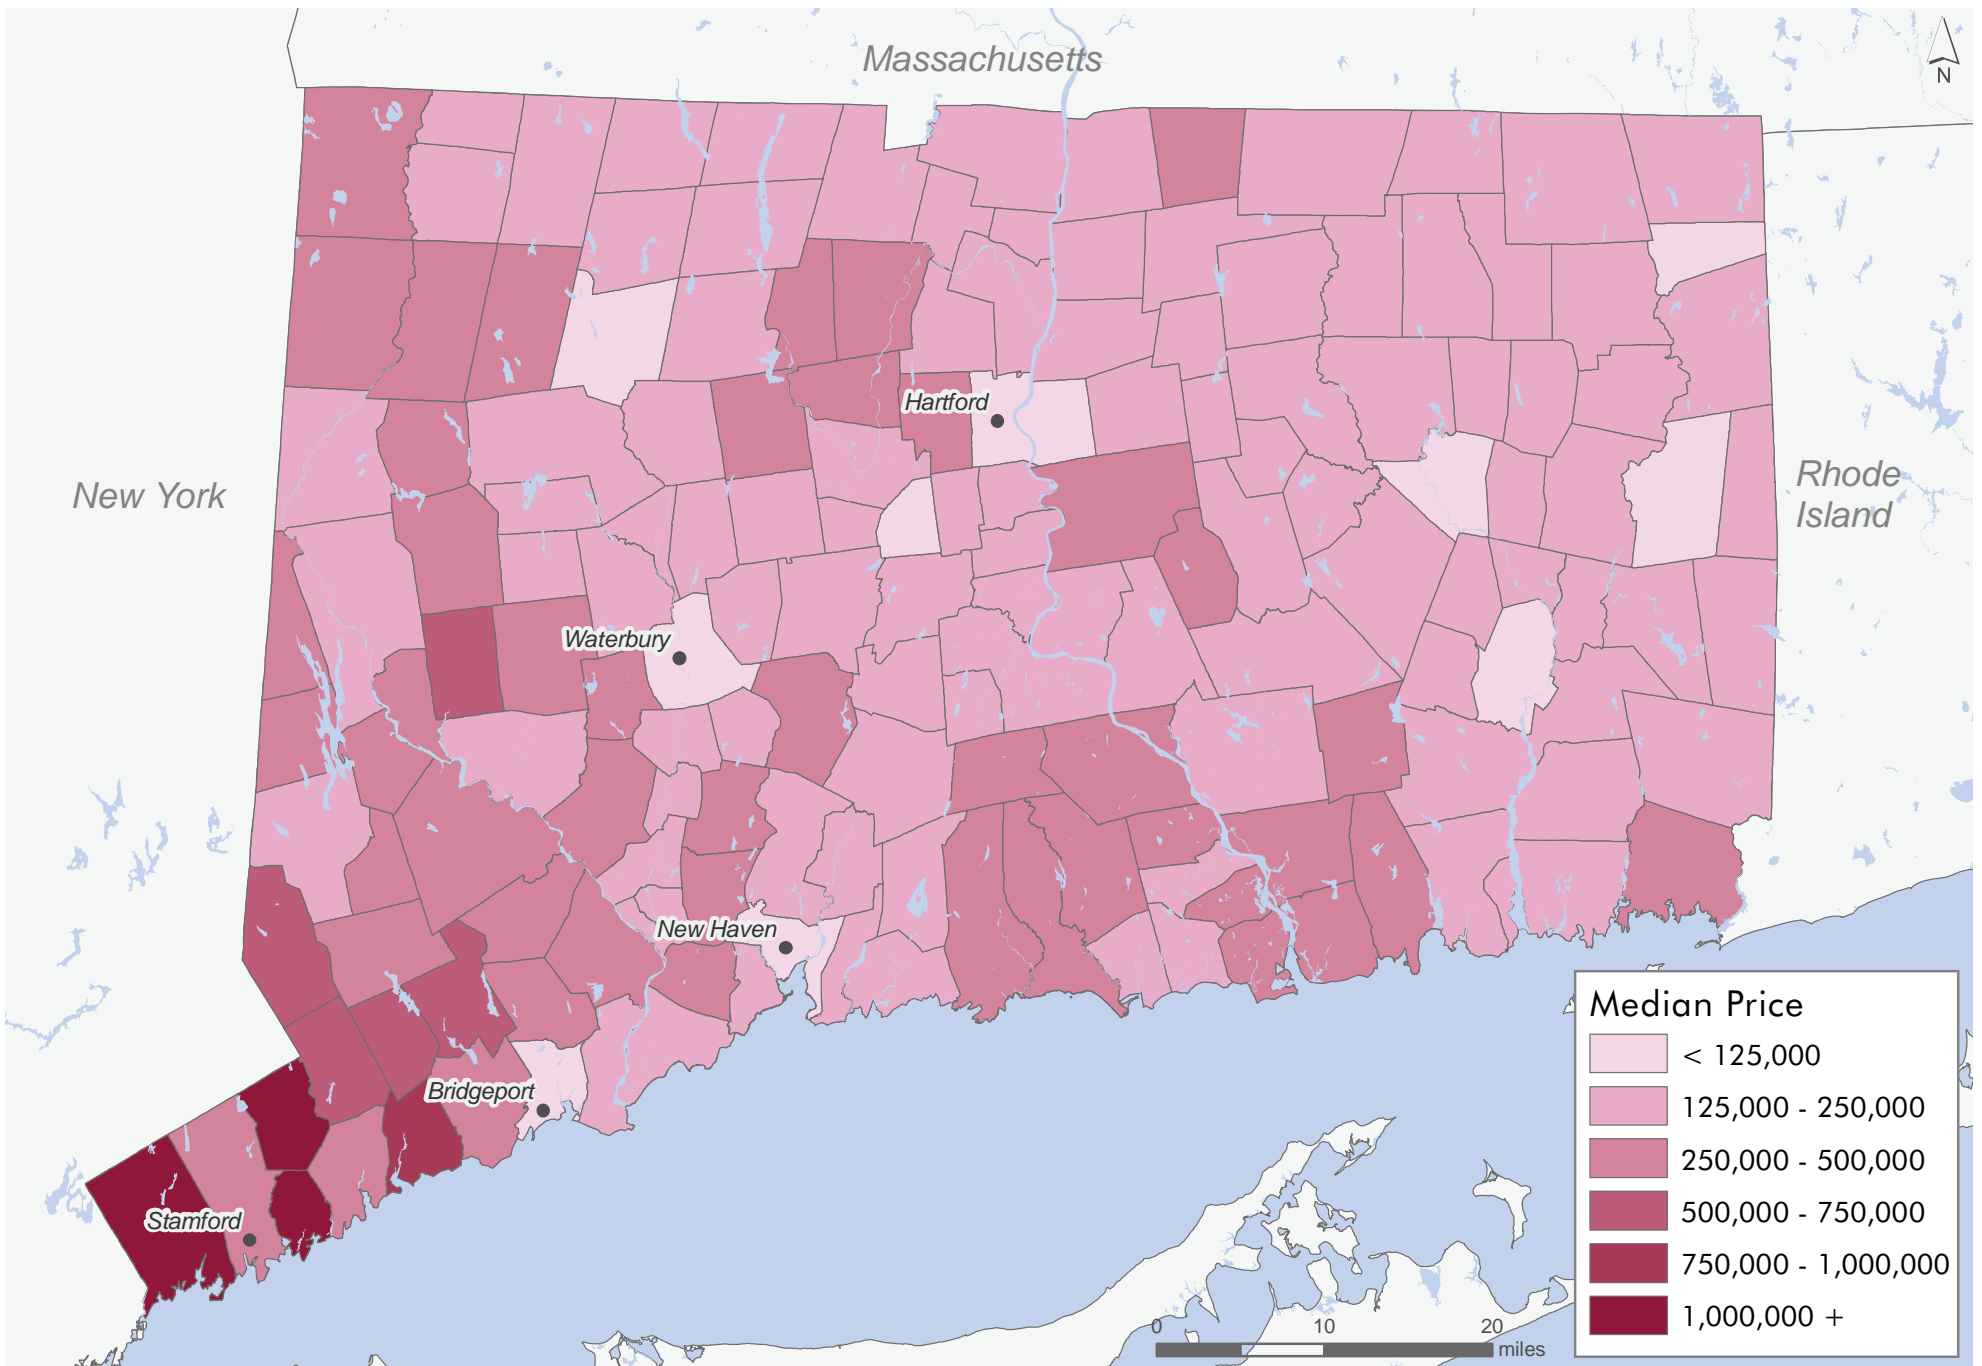 Massachusetts
N
New York
Hartford
Rhode
Island
Waterbury
New Haven
Bridgeport
Stamford
Median Price
< 125,000
125,000 - 250,000
250,000 - 500,000
500,000 - 750,000
750,000 - 1,000,000
1,000,000 +
0 10 20
miles